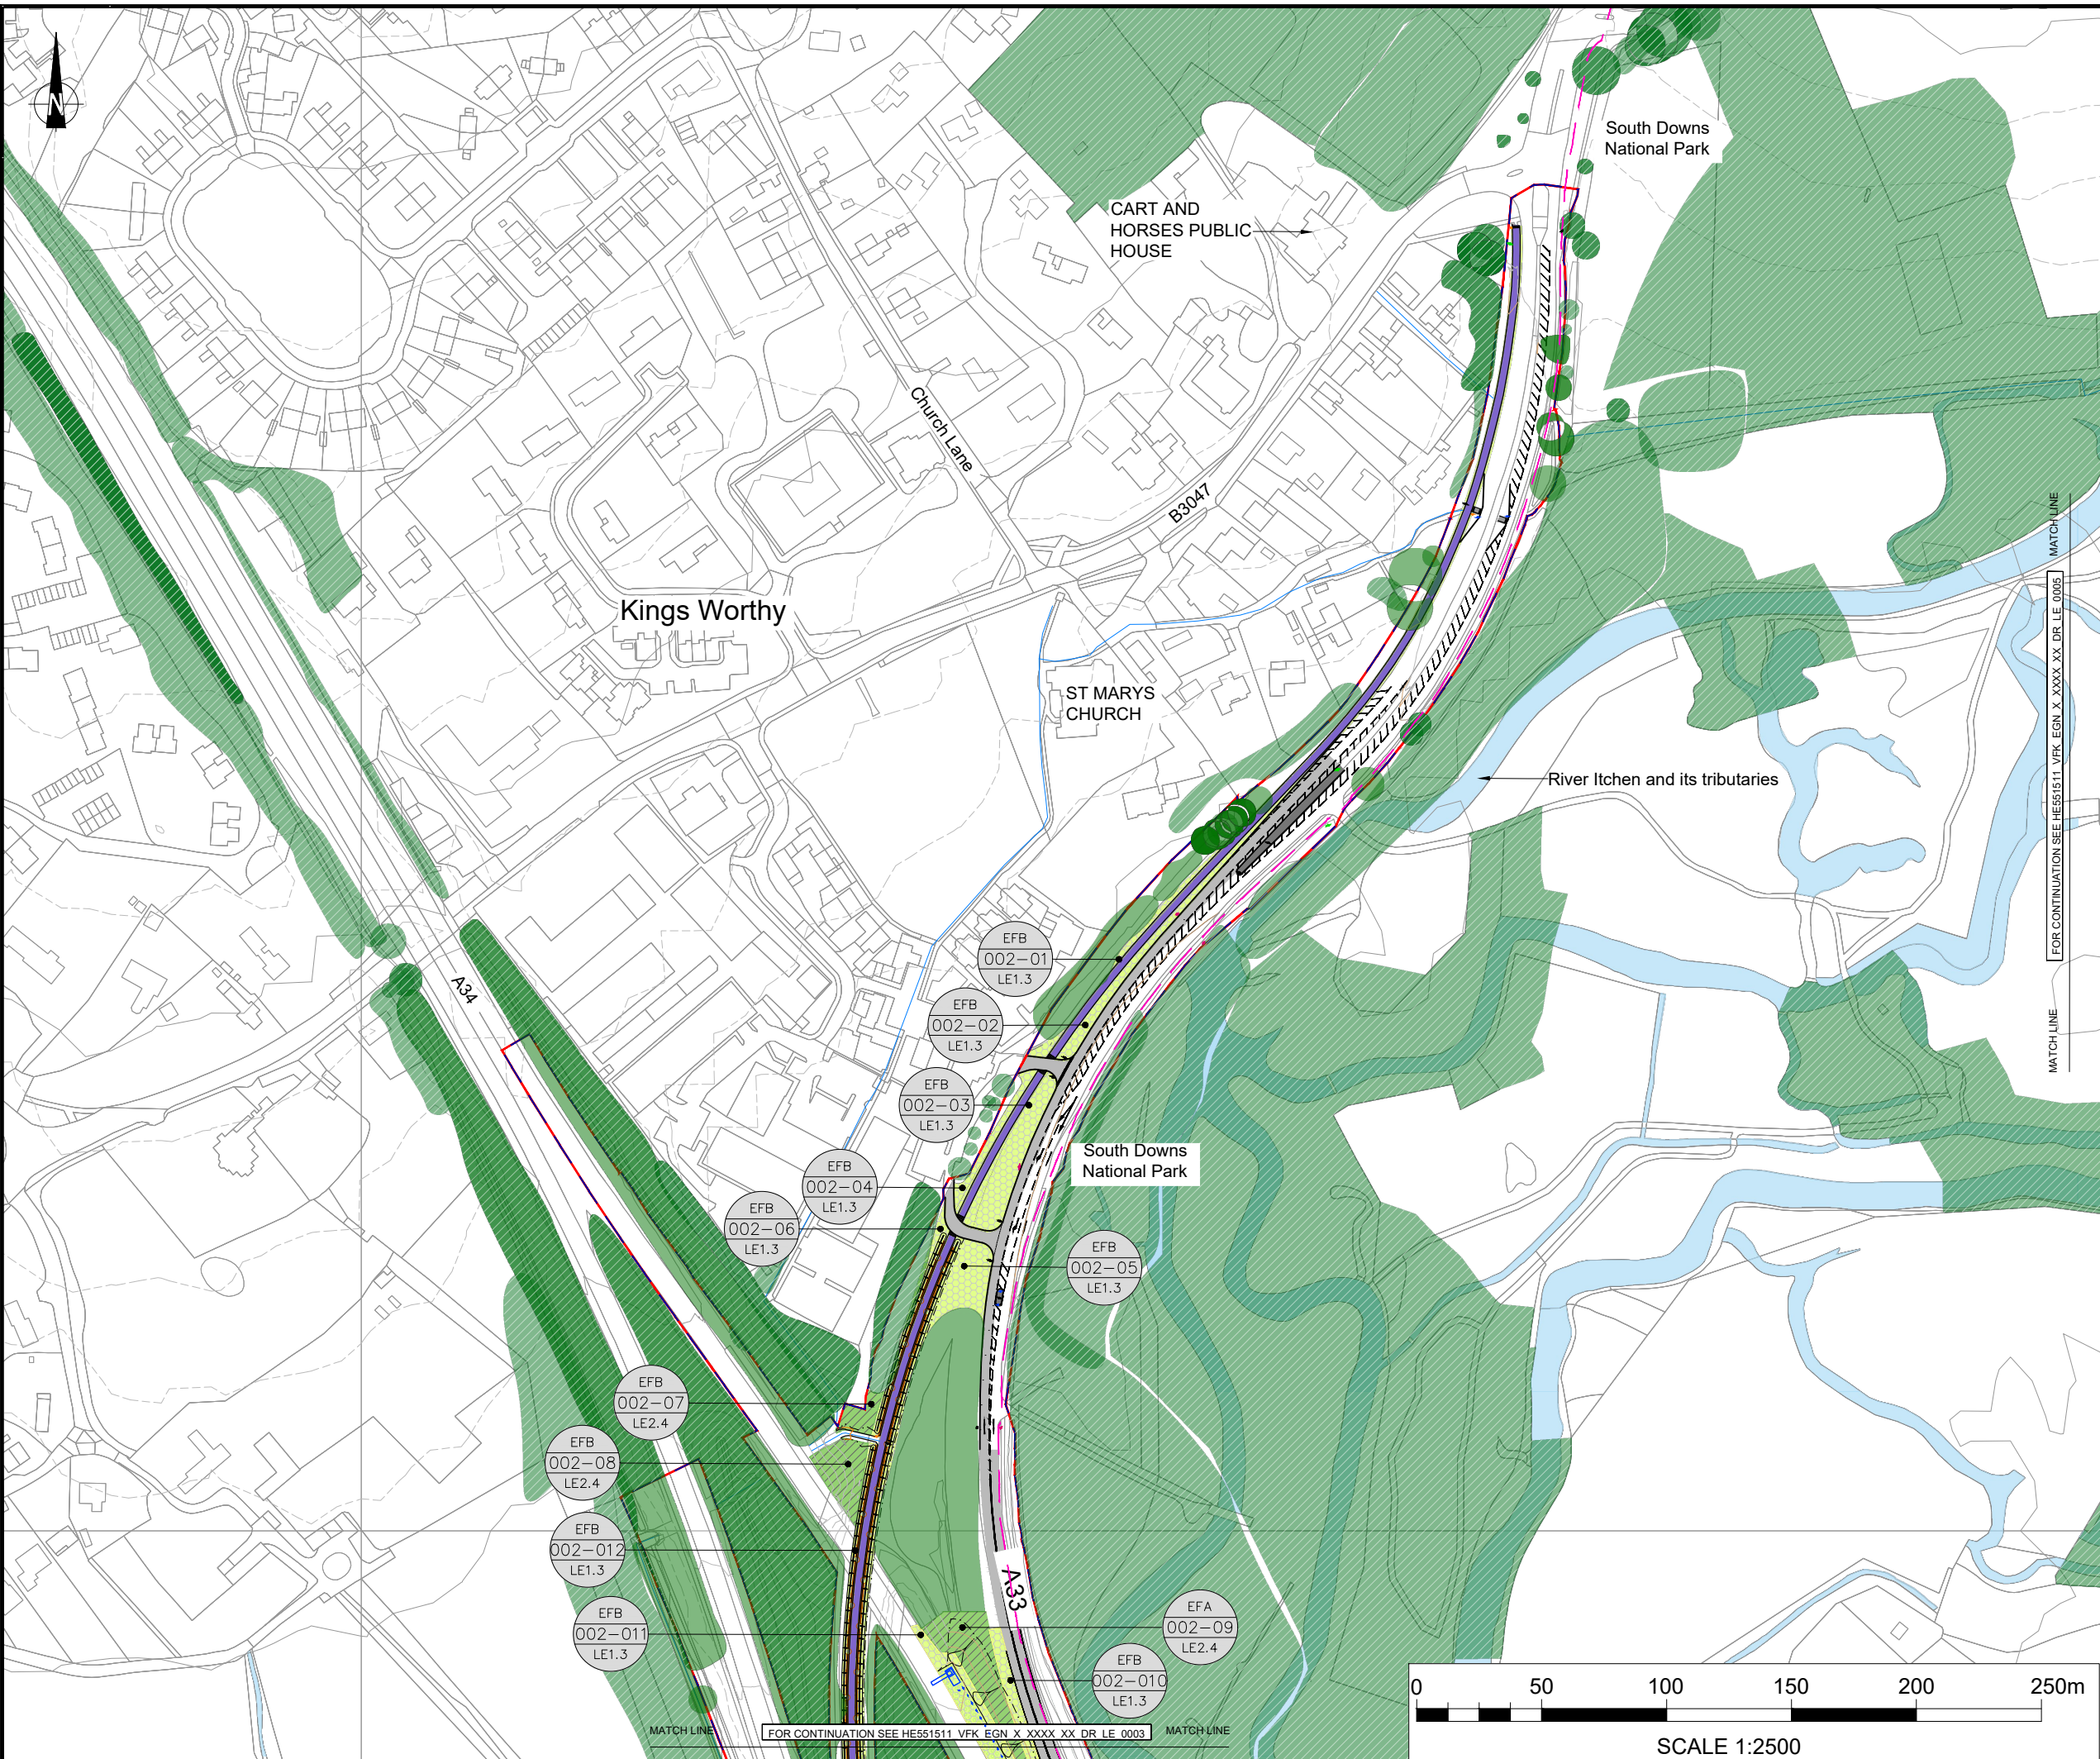 N
South Downs
National Park
CART AND
HORSES PUBLIC
HOUSE
Church Lane
B3047
MATCH LINE
FOR CONTINUATION SEE HE551511_VFK_EGN_X_XXXX_XX_DR_LE_0005
MATCH LINE
Kings Worthy
ST MARYS
CHURCH
River Itchen and its tributaries
A34
EFB
002-01
LE1.3
EFB
002-02
LE1.3
EFB
002-03
LE1.3
South Downs
National Park
EFB
002-04
LE1.3
EFB
002-06
LE1.3
EFB
002-05
LE1.3
EFB
002-07
LE2.4
EFB
002-08
LE2.4
EFB
002-012
LE1.3
A33
EFB
002-011
LE1.3
EFA
002-09
LE2.4
EFB
002-010
LE1.3
MATCH LINE
FOR CONTINUATION SEE HE551511_VFK_EGN_X_XXXX_XX_DR_LE_0003
MATCH LINE
0 50 100 150 200 250m
SCALE 1:2500